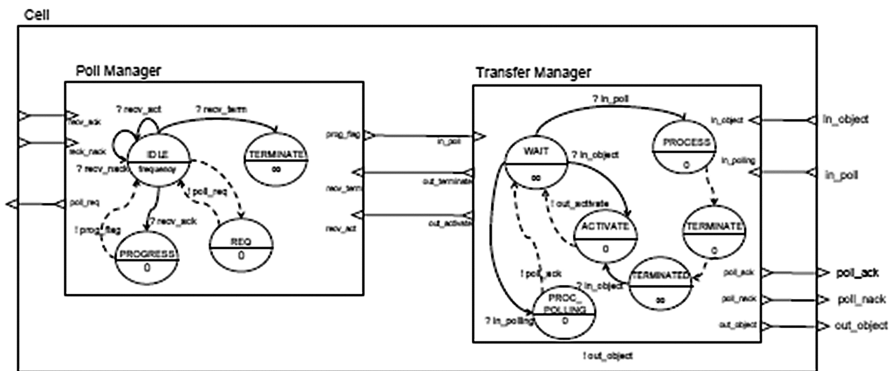 Cell
Poll Manager
Transfer Manager
? recv_act
? recv_term
? in_poll
recv_ack
prog_flag
in_poll
in_object
In_object
reck_nack
IDLE
frequency
TERMINATE
∞
WAIT
∞
? in_object
PROCESS
0
in_polling
in_poll
? recv_nack
recv_term
out_terminate
! poll_req
poll_req
! out_activate
! prog_flag
? recv_ack
recv_act
out_activate
ACTIVATE
0
TERMINATE
0
PROGRESS
0
REQ
0
! poll_ack
? in_object
TERMINATED
∞
poll_ack
poll_ack
PROC_
POLLING
0
poll_nack
poll_nack
? in_polling
out_object
out_object
! out_object